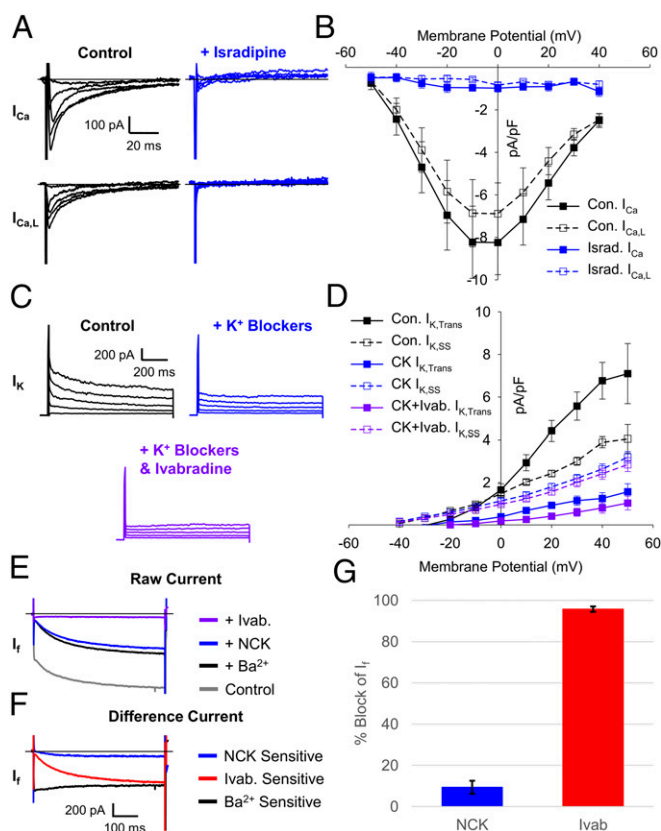 A
Control
+ Isradipine
I_Ca
100 pA
20 ms
I_Ca,L
B
Membrane Potential (mV)
-60 -40 -20 0 20 40 60
-2
-4
-6
-8
-10
pA/pF
Con. I_Ca
Con. I_Ca,L
Israd. I_Ca
Israd. I_Ca,L
C
Control
+ K⁺ Blockers
200 pA
200 ms
I_K
+ K⁺ Blockers
& Ivabradine
D
Con. I_K,Trans
Con. I_K,SS
CK I_K,Trans
CK I_K,SS
CK+Ivab. I_K,Trans
CK+Ivab. I_K,SS
10
8
6
4
2
pA/pF
-60 -40 -20 0 20 40 60
Membrane Potential (mV)
E
Raw Current
I_f
+ Ivab.
+ NCK
+ Ba²⁺
Control
F
Difference Current
I_f
NCK Sensitive
Ivab. Sensitive
Ba²⁺ Sensitive
200 pA
100 ms
G
% Block of I_f
100
80
60
40
20
0
NCK Ivab